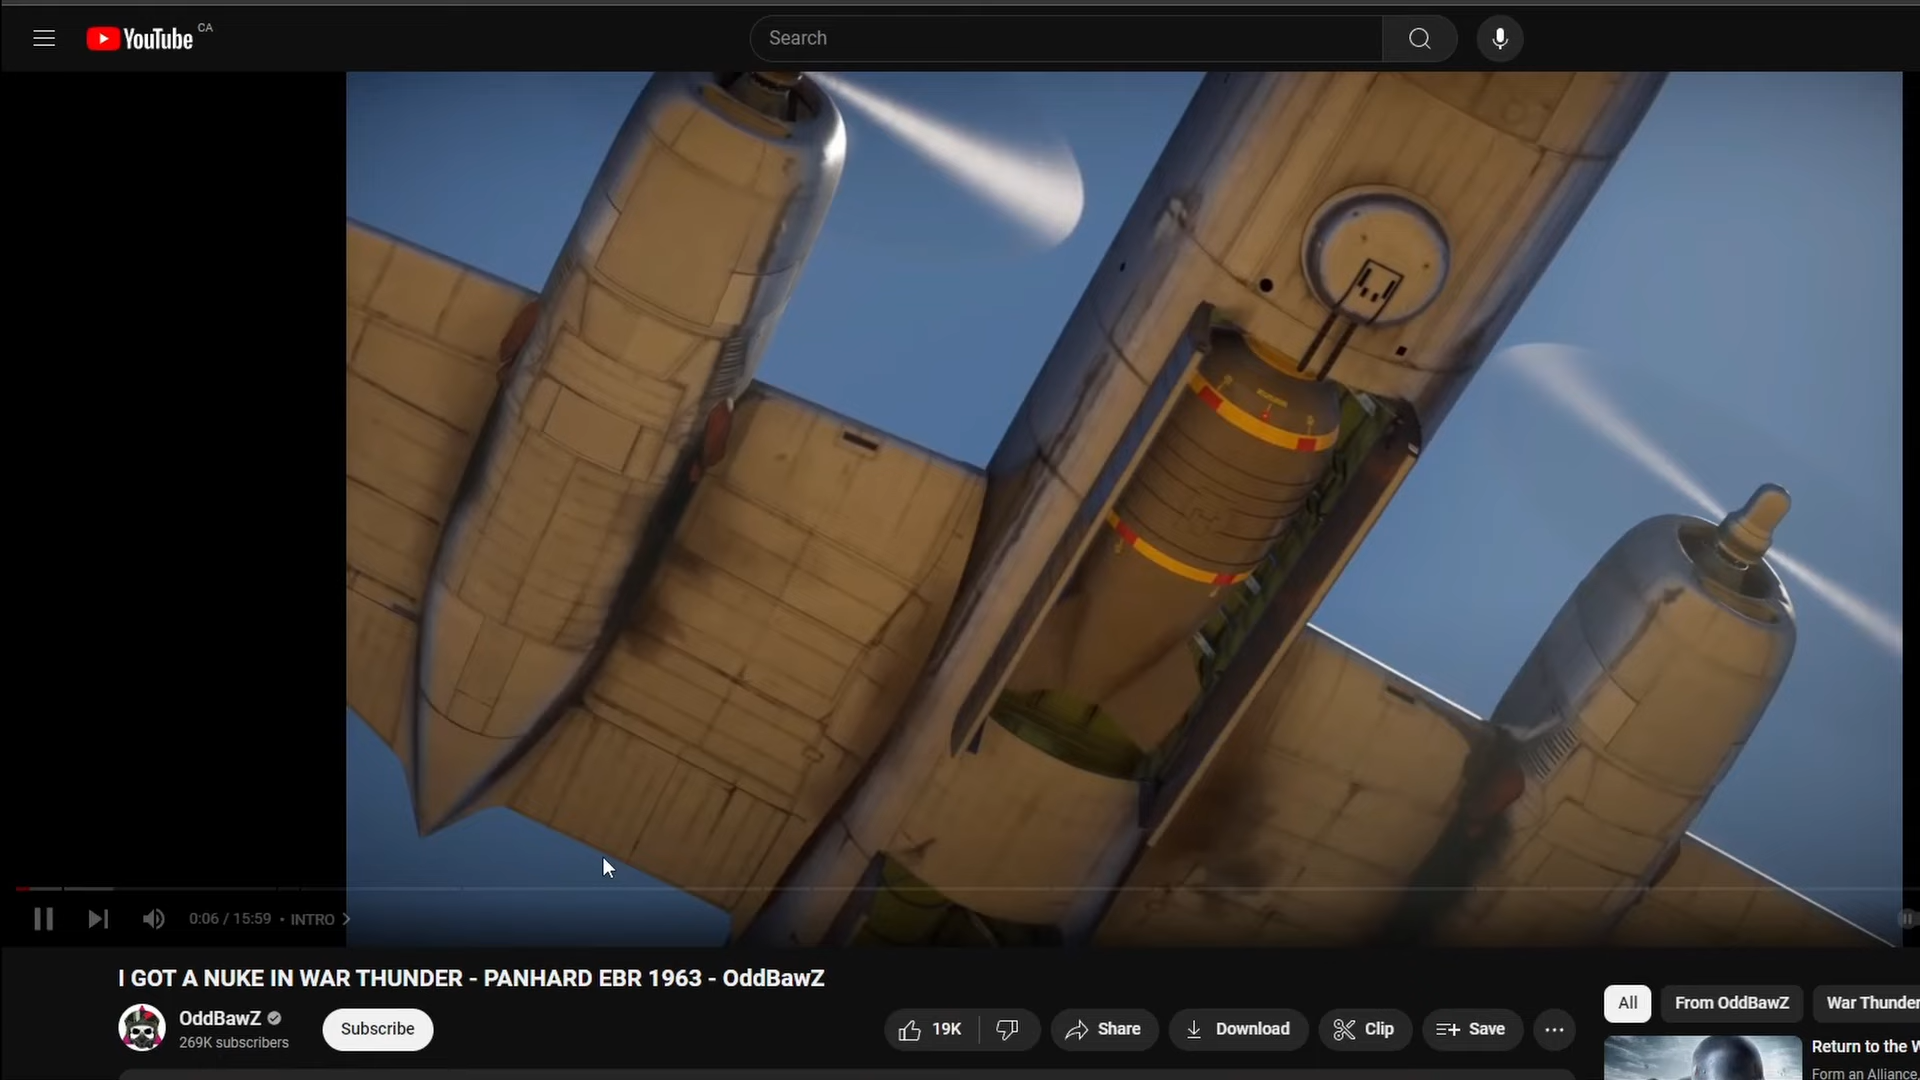 YouTube CA
Search
0:06 / 15:59 • INTRO
I GOT A NUKE IN WAR THUNDER - PANHARD EBR 1963 - OddBawZ
OddBawZ
269K subscribers
Subscribe
19K
Share
Download
Clip
Save
All
From OddBawZ
War Thunder
Return to the W
Form an Alliance